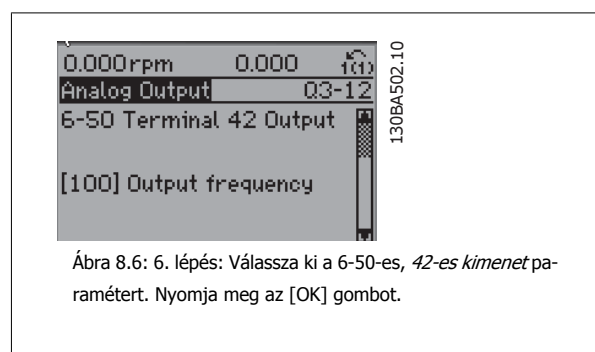 0.000rpm 0.000 1(1)
Analog Output Q3-12
6-50 Terminal 42 Output
[100] Output frequency
130BA502.10
Ábra 8.6: 6. lépés: Válassza ki a 6-50-es, 42-es kimenet pa-
ramétert. Nyomja meg az [OK] gombot.